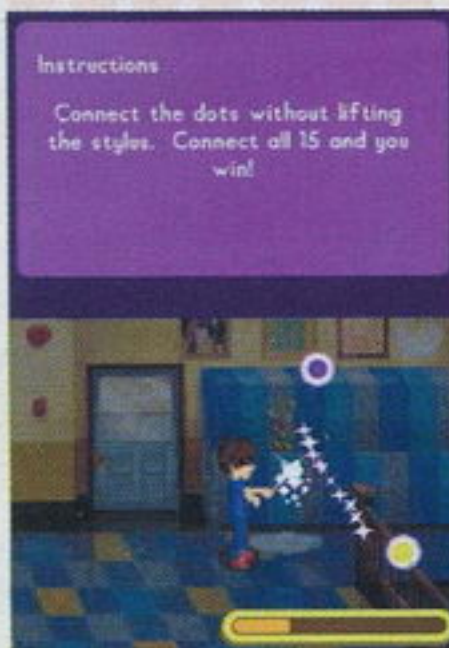 Instructions
Connect the dots without lifting
the stylus. Connect all 15 and you
win!